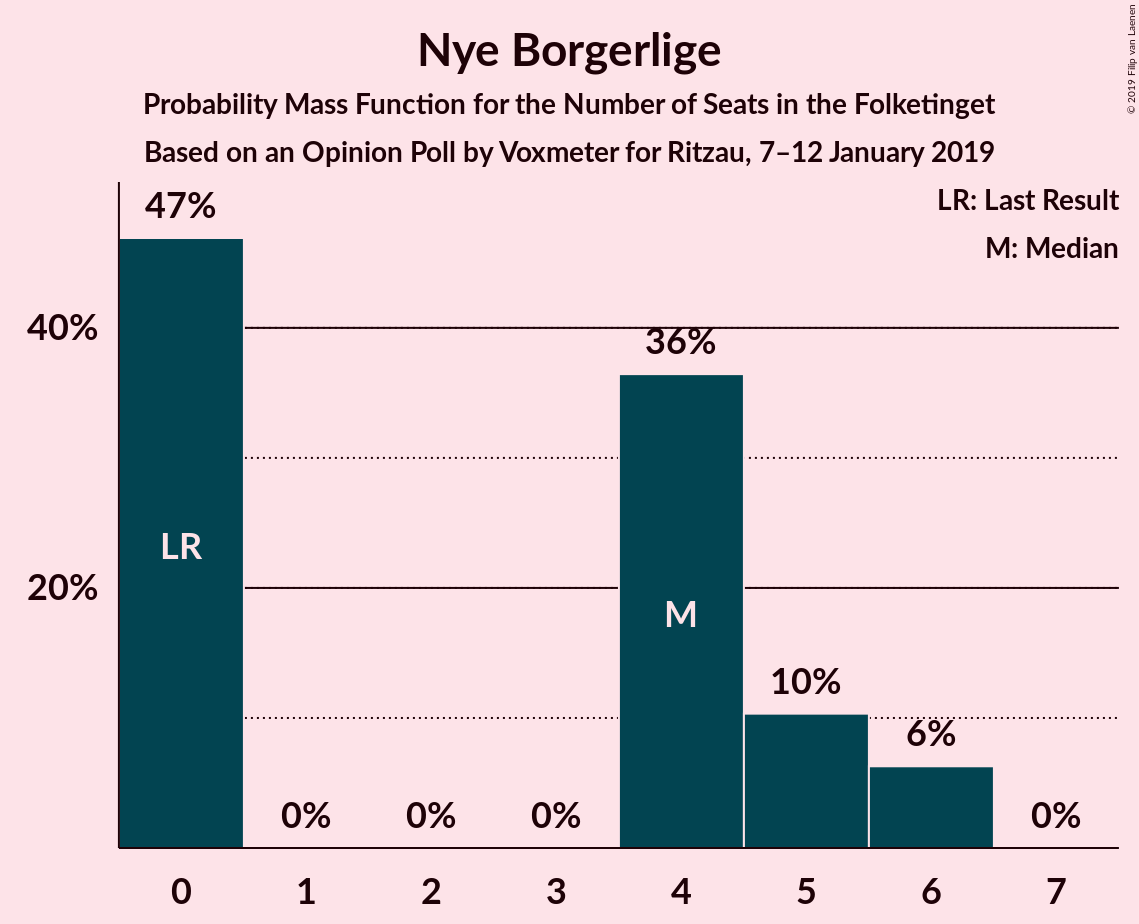 Nye Borgerlige
Probability Mass Function for the Number of Seats in the Folketinget
Based on an Opinion Poll by Voxmeter for Ritzau, 7–12 January 2019
© 2019 Filip van Laenen
LR: Last Result
M: Median
47%
40%
36%
LR
20%
M
10%
6%
0%
0%
0%
0%
0 1 2 3 4 5 6 7